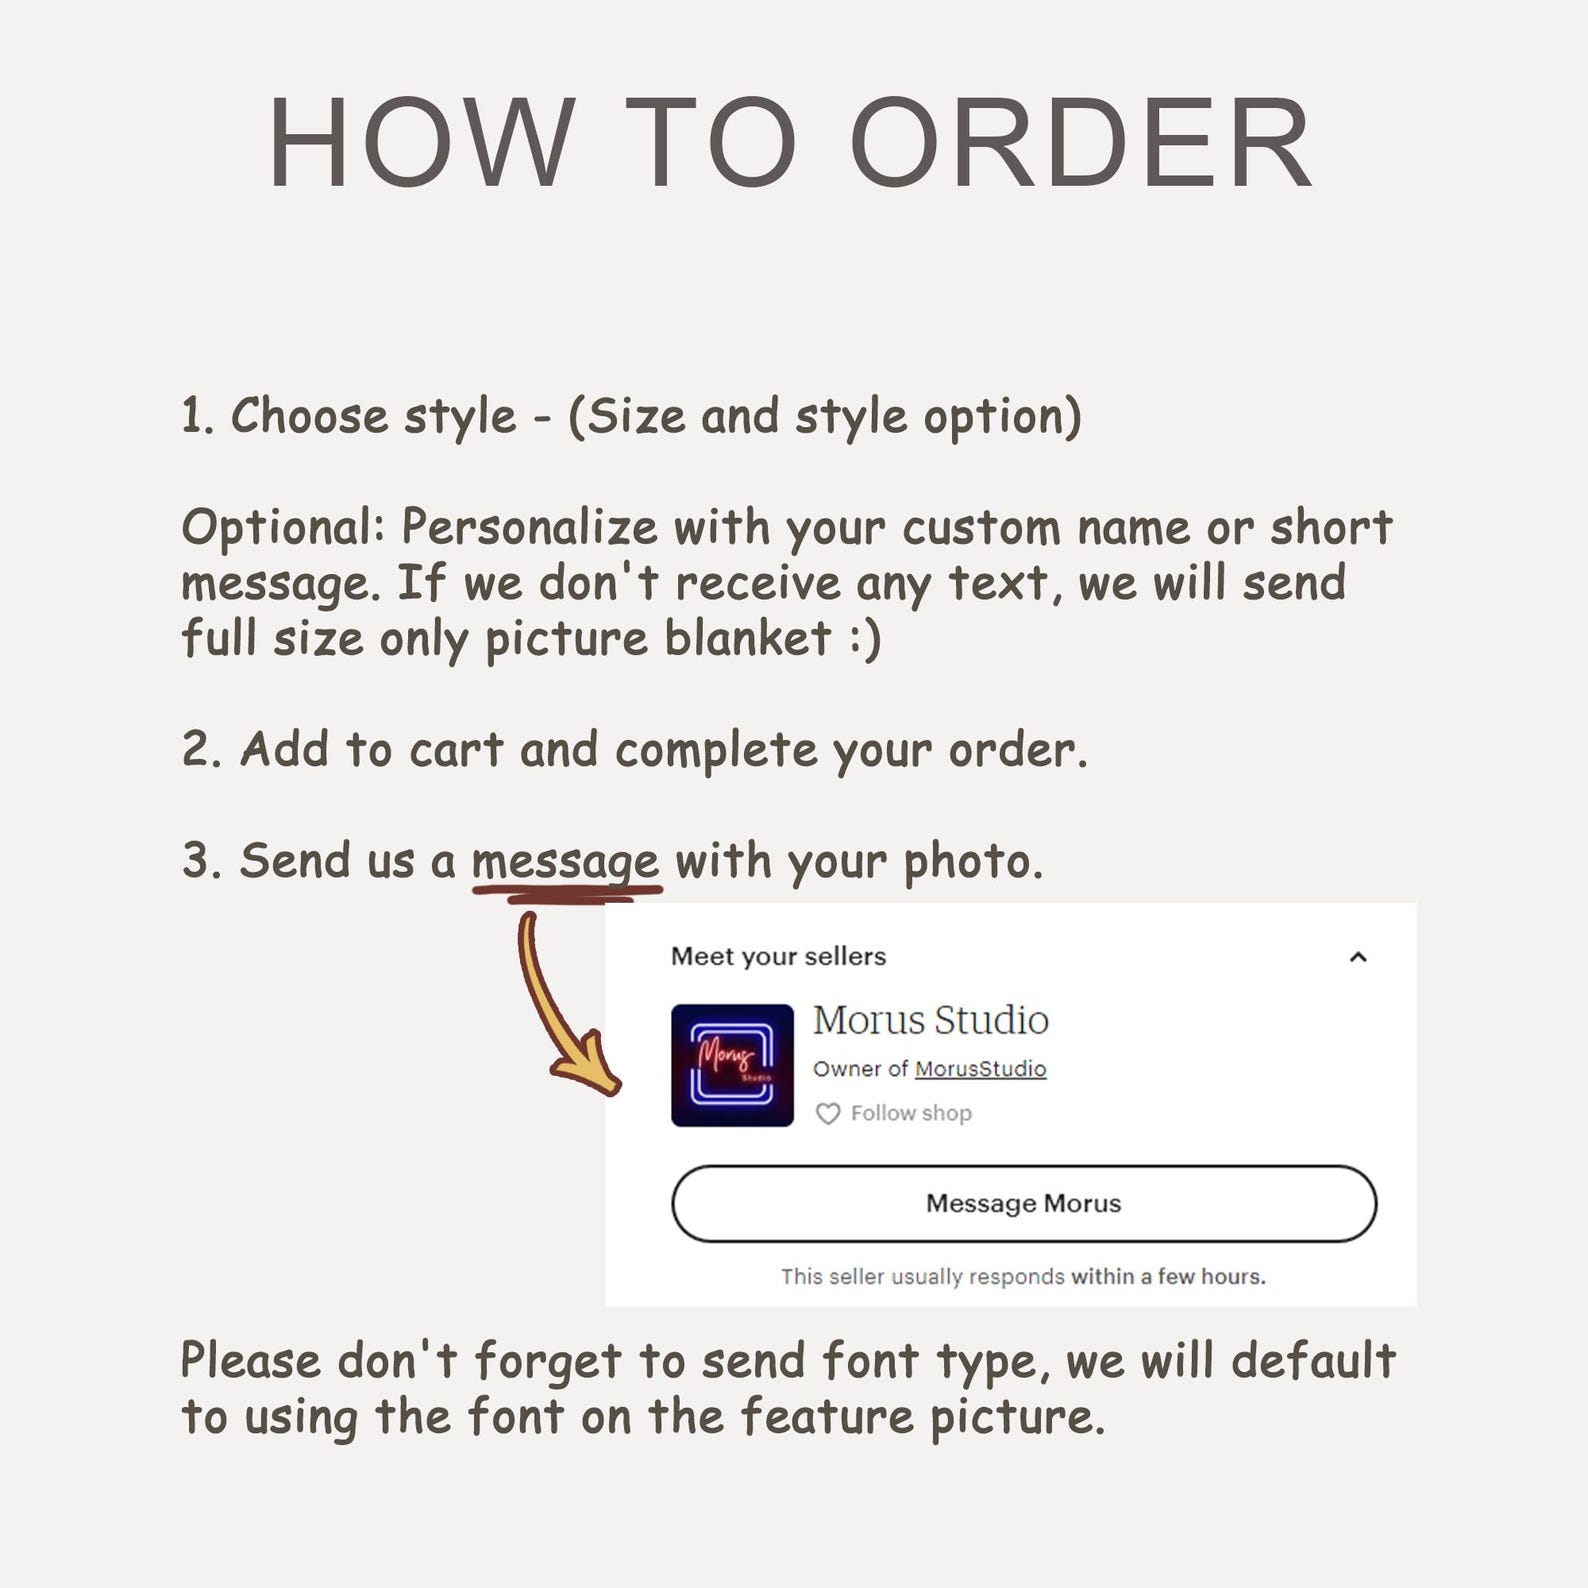 HOW TO ORDER
1. Choose style - (Size and style option)
Optional: Personalize with your custom name or short
message. If we don't receive any text, we will send
full size only picture blanket :)
2. Add to cart and complete your order.
3. Send us a message with your photo.
Meet your sellers
Morus
Studio
Morus Studio
Owner of MorusStudio
Follow shop
Message Morus
This seller usually responds within a few hours.
Please don't forget to send font type, we will default
to using the font on the feature picture.